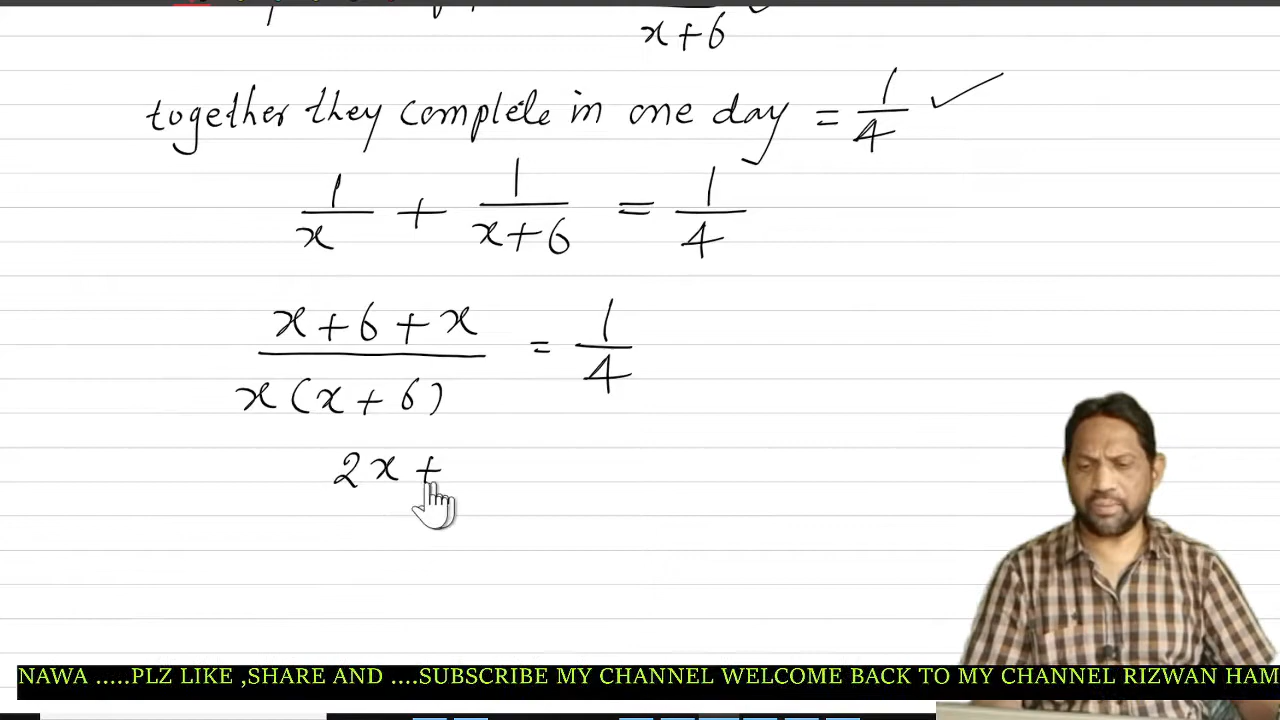 x+6
together they complete in one day = 1/4 ✓
1/x + 1/(x+6) = 1/4
(x+6+x)/(x(x+6)) = 1/4
2x +
NAWA .....PLZ LIKE ,SHARE AND ....SUBSCRIBE MY CHANNEL WELCOME BACK TO MY CHANNEL RIZWAN HAM